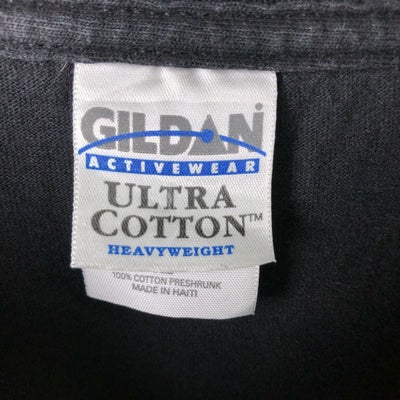 GILDAN
ACTIVEWEAR
ULTRA
COTTON™
HEAVYWEIGHT
100% COTTON PRESHRUNK
MADE IN HAITI